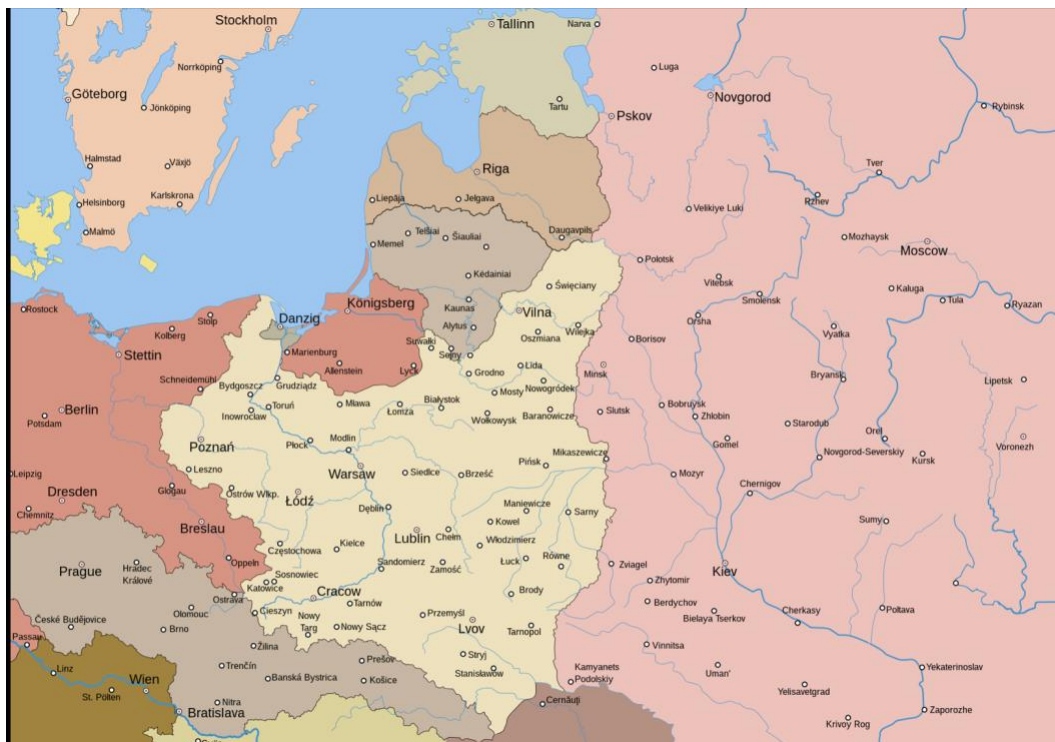 Stockholm
Tallinn
Narva
Norrköping
Luga
Göteborg
Jönköping
Novgorod
Tartu
Pskov
Rybinsk
Halmstad
Växjö
Riga
Tver
Helsinborg
Karlskrona
Liepāja
Jelgava
Rzhev
Velikiye Luki
Malmö
Telšiai
Šiauliai
Daugavpils
Memel
Mozhaysk
Moscow
Polotsk
Kėdainiai
Święciany
Vitebsk
Smolensk
Kaluga
Tula
Ryazan
Rostock
Königsberg
Kaunas
Vilna
Stolp
Danzig
Alytus
Orsha
Kolberg
Oszmiana
Wilejka
Vyatka
Suwałki
Borisov
Stettin
Marienburg
Sejny
Allenstein
Lyck
Lida
Minsk
Schneidemühl
Grodno
Bryansk
Lipetsk
Bydgoszcz
Grudziądz
Nowogródek
Mosty
Berlin
Toruń
Mława
Białystok
Bobruysk
Inowrocław
Łomża
Slutsk
Potsdam
Wołkowysk
Baranowicze
Zhlobin
Starodub
Płock
Modlin
Gomel
Orel
Poznań
Mikaszewicze
Novgorod-Severskiy
Voronezh
Leszno
Warsaw
Siedlce
Brześć
Pińsk
Kursk
Leipzig
Mozyr
Glogau
Ostrów Wlkp.
Dresden
Łódź
Chernigov
Maniewicze
Chemnitz
Dęblin
Sarny
Breslau
Kowel
Sumy
Lublin
Chełm
Częstochowa
Kielce
Włodzimierz
Oppeln
Równe
Sandomierz
Zamość
Łuck
Zviagel
Prague
Hradec
Králové
Kiev
Sosnowiec
Katowice
Zhytomir
Ostrava
Cracow
Brody
Tarnów
Berdychov
Olomouc
Cieszyn
Bielaya Tserkov
Cherkasy
Poltava
České Budějovice
Nowy
Targ
Przemyśl
Brno
Nowy Sącz
Lvov
Tarnopol
Passau
Žilina
Vinnitsa
Stryj
Linz
Trenčín
Prešov
Kamyanets
Podolskiy
Uman'
Yekaterinoslav
Wien
Banská Bystrica
Košice
Stanisławów
St. Pölten
Yelisavetgrad
Nitra
Cernăuți
Zaporozhe
Bratislava
Krivoy Rog